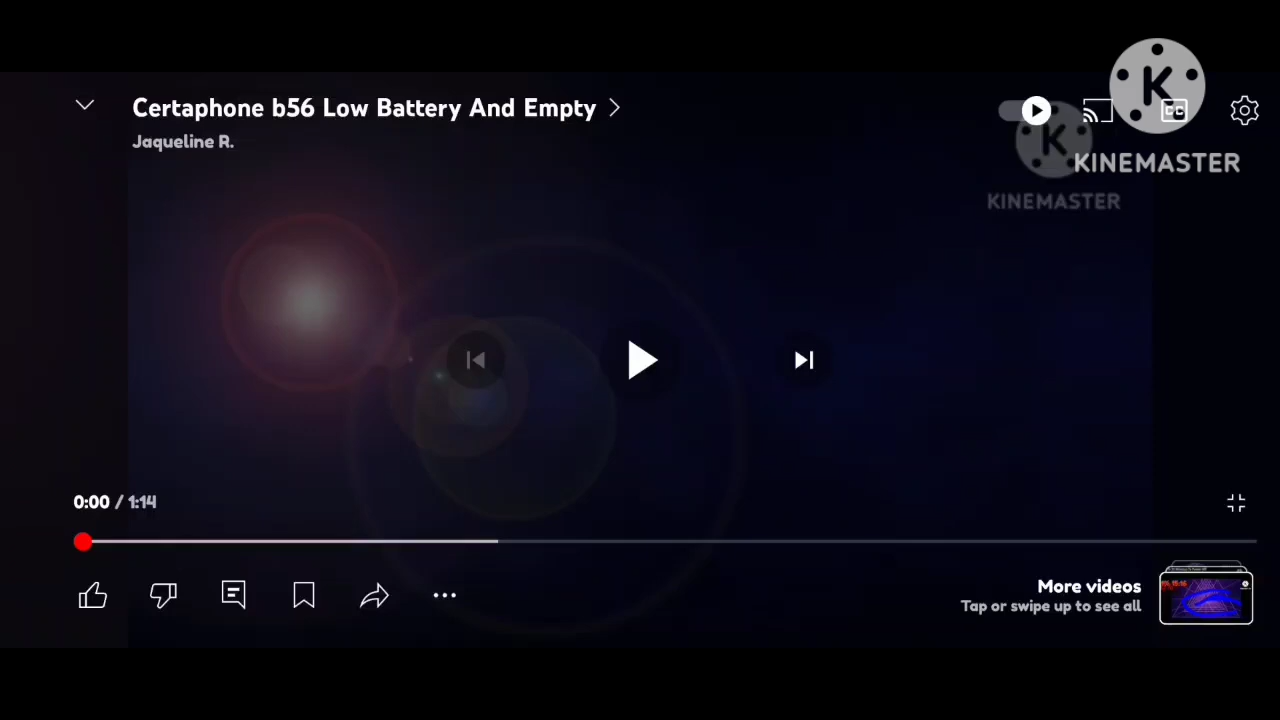 Certaphone b56 Low Battery And Empty
Jaqueline R.
CC
K
KINEMASTER
K
KINEMASTER
0:00 / 1:14
More videos
Tap or swipe up to see all